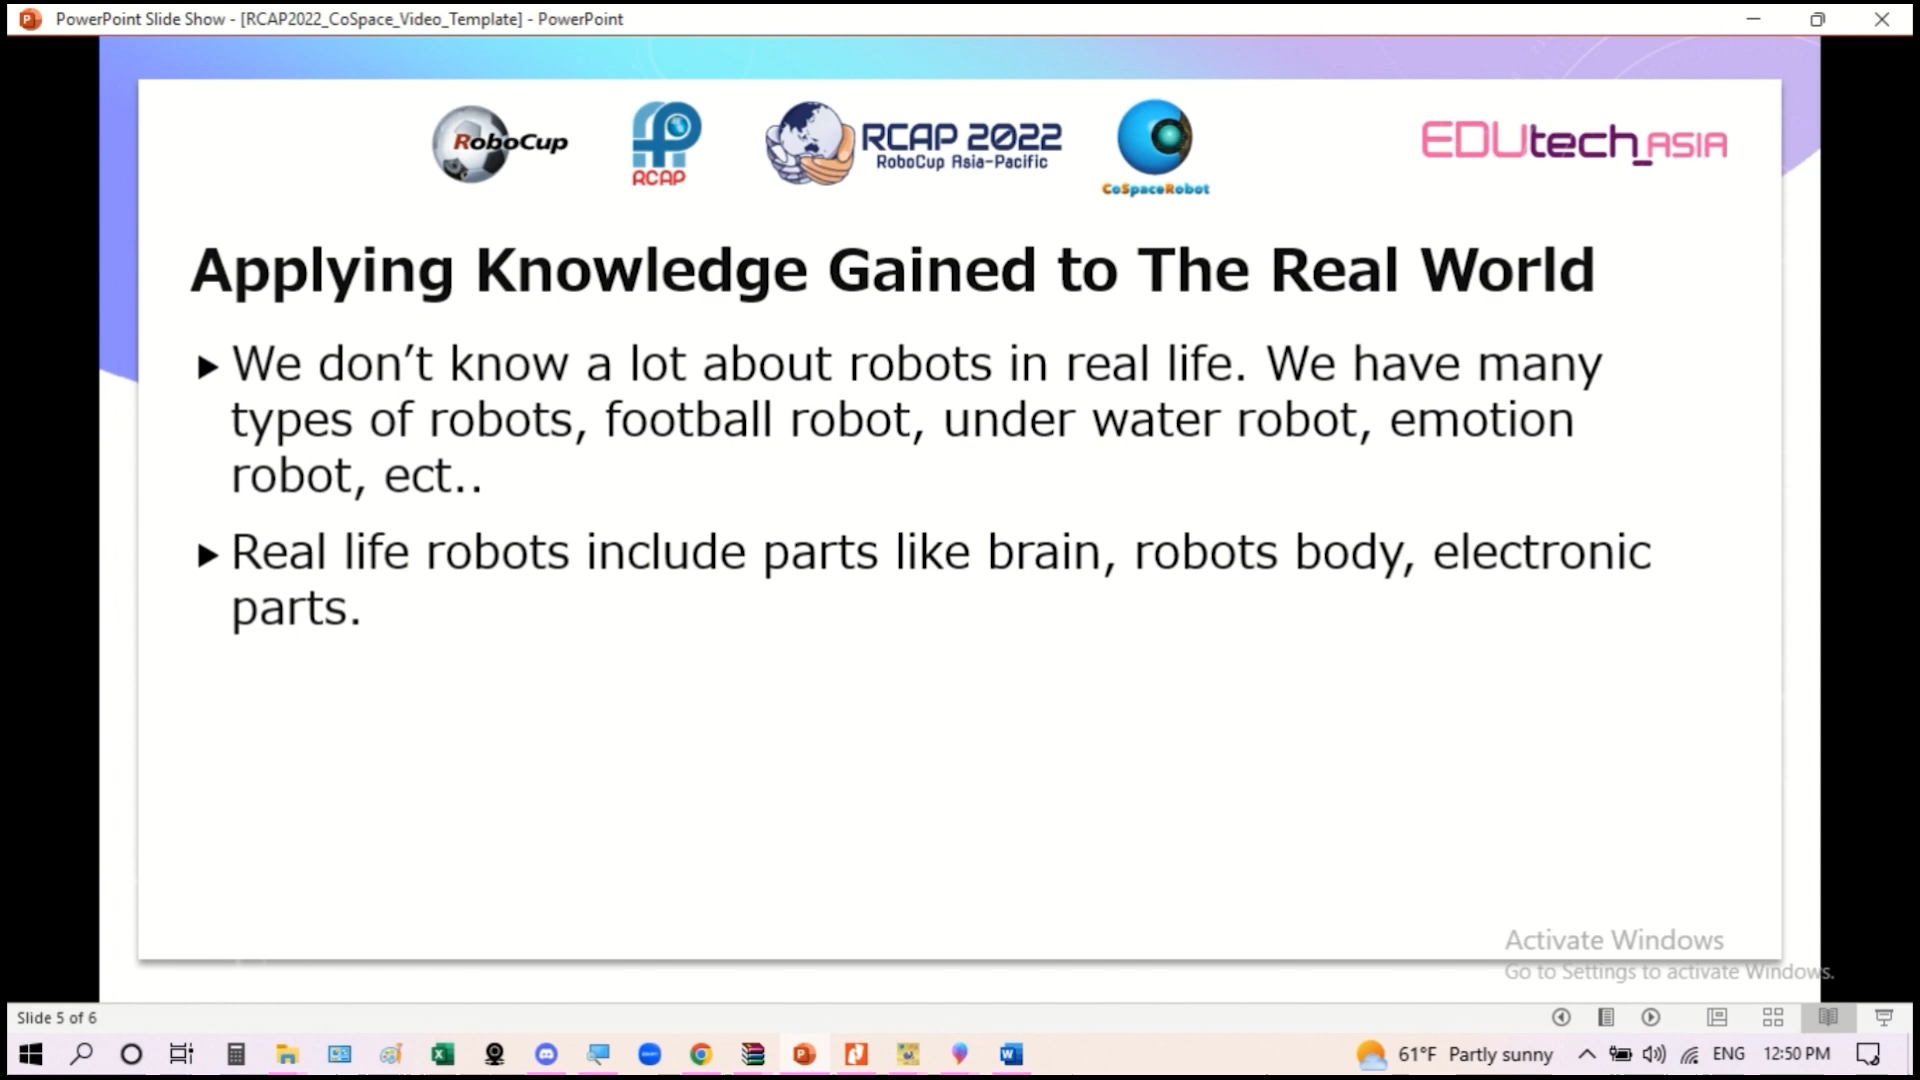 PowerPoint Slide Show - [RCAP2022_CoSpace_Video_Template] - PowerPoint
RoboCup
RCAP
RCAP 2022
RoboCup Asia-Pacific
CoSpaceRobot
EDUtech_ASIA
Applying Knowledge Gained to The Real World
We don't know a lot about robots in real life. We have many
types of robots, football robot, under water robot, emotion
robot, ect..
Real life robots include parts like brain, robots body, electronic
parts.
Activate Windows
Go to Settings to activate Windows.
Slide 5 of 6
61°F Partly sunny
ENG
12:50 PM